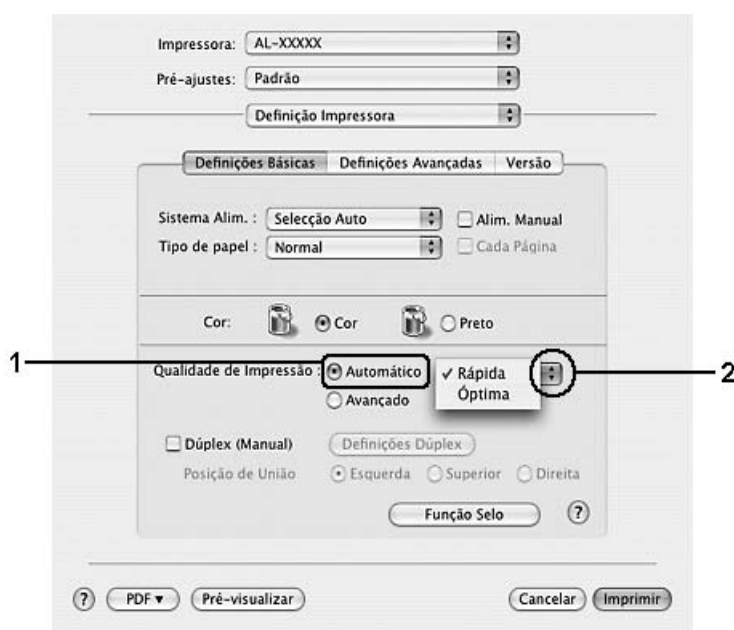 Impressora: AL-XXXXX
Pré-ajustes: Padrão
Definição Impressora
Definições Básicas Definições Avançadas Versão
Sistema Alim. : Selecção Auto Alim. Manual
Tipo de papel : Normal Cada Página
Cor: Cor Preto
1 Qualidade de Impressão : Automático ✓ Rápida 2
Avançado Óptima
Dúplex (Manual) Definições Dúplex
Posição de União Esquerda Superior Direita
Função Selo ?
? PDF ▼ Pré-visualizar Cancelar Imprimir